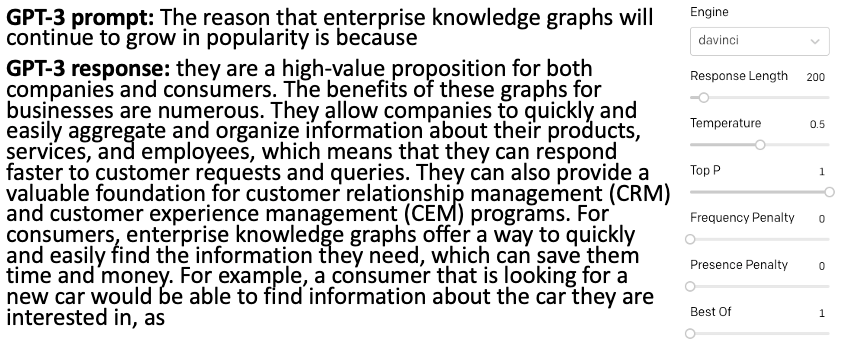 GPT-3 prompt: The reason that enterprise knowledge graphs will
continue to grow in popularity is because
GPT-3 response: they are a high-value proposition for both
companies and consumers. The benefits of these graphs for
businesses are numerous. They allow companies to quickly and
easily aggregate and organize information about their products,
services, and employees, which means that they can respond
faster to customer requests and queries. They can also provide a
valuable foundation for customer relationship management (CRM)
and customer experience management (CEM) programs. For
consumers, enterprise knowledge graphs offer a way to quickly
and easily find the information they need, which can save them
time and money. For example, a consumer that is looking for a
new car would be able to find information about the car they are
interested in, as
Engine
davinci
Response Length 200
Temperature 0.5
Top P 1
Frequency Penalty 0
Presence Penalty 0
Best Of 1